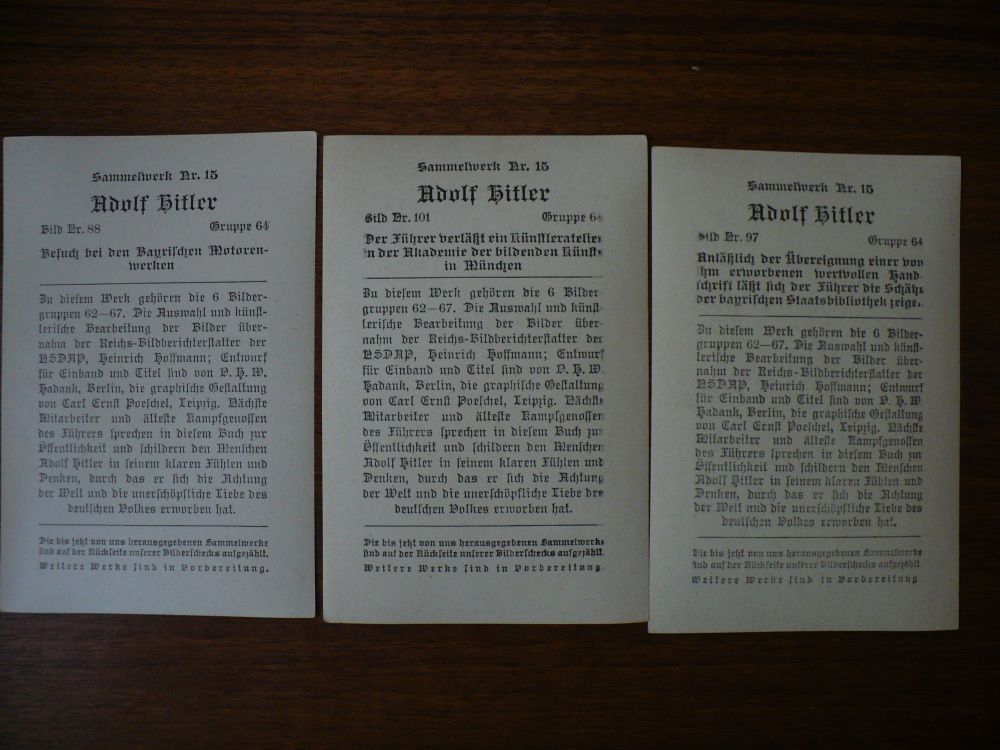 Sammelwerk Nr. 15
Adolf Hitler
Bild Nr. 88 Gruppe 64
Besuch bei den Bayrischen Motoren-
werken
Zu diesem Werk gehören die 6 Bilder-
gruppen 62—67. Die Auswahl und künst-
lerische Bearbeitung der Bilder über-
nahm der Reichs-Bildberichterstatter der
NSDAP, Heinrich Hoffmann; Entwurf
für Einband und Titel sind von O. H. W.
Hadank, Berlin, die graphische Gestaltung
von Carl Ernst Poeschel, Leipzig. Nächste
Mitarbeiter und älteste Kampfgenossen
des Führers sprechen in diesem Buch zur
Öffentlichkeit und schildern den Menschen
Adolf Hitler in seinem klaren Fühlen und
Denken, durch das er sich die Achtung
der Welt und die unerschöpfliche Liebe des
deutschen Volkes erworben hat.
Die bis jetzt von uns herausgegebenen Sammelwerke
sind auf der Rückseite unserer Bilderschecks aufgezählt.
Weitere Werke sind in Vorbereitung.
Sammelwerk Nr. 15
Adolf Hitler
Bild Nr. 101 Gruppe 6
Der Führer verläßt ein Künstleratelier
in der Akademie der bildenden Künste
in München
Zu diesem Werk gehören die 6 Bilder
gruppen 62—67. Die Auswahl und künst
lerische Bearbeitung der Bilder über
nahm der Reichs-Bildberichterstatter der
NSDAP, Heinrich Hoffmann; Entwurf
für Einband und Titel sind von O. H. W.
Hadank, Berlin, die graphische Gestaltung
von Carl Ernst Poeschel, Leipzig. Nächste
Mitarbeiter und älteste Kampfgenossen
des Führers sprechen in diesem Buch zur
Öffentlichkeit und schildern den Menschen
Adolf Hitler in seinem klaren Fühlen und
Denken, durch das er sich die Achtung
der Welt und die unerschöpfliche Liebe des
deutschen Volkes erworben hat.
Die bis jetzt von uns herausgegebenen Sammelwerke
sind auf der Rückseite unserer Bilderschecks aufgezählt.
Weitere Werke sind in Vorbereitung
Sammelwerk Nr. 15
Adolf Hitler
Bild Nr. 97 Gruppe 64
Anläßlich der Übereignung einer von
ihm erworbenen wertvollen Hand
schrift läßt sich der Führer die Schätze
der bayrischen Staatsbibliothek zeigen
Zu diesem Werk gehören die 6 Bilder-
gruppen 62—67. Die Auswahl und künst-
lerische Bearbeitung der Bilder über-
nahm der Reichs-Bildberichterstatter der
NSDAP, Heinrich Hoffmann; Entwurf
für Einband und Titel sind von O. H. W.
Hadank, Berlin, die graphische Gestaltung
von Carl Ernst Poeschel, Leipzig. Nächste
Mitarbeiter und älteste Kampfgenossen
des Führers sprechen in diesem Buch zur
Öffentlichkeit und schildern den Menschen
Adolf Hitler in seinem klaren Fühlen und
Denken, durch das er sich die Achtung
der Welt und die unerschöpfliche Liebe des
deutschen Volkes erworben hat.
Die bis jetzt von uns herausgegebenen Sammelwerke
sind auf der Rückseite unserer Bilderschecks aufgezählt.
Weitere Werke sind in Vorbereitung